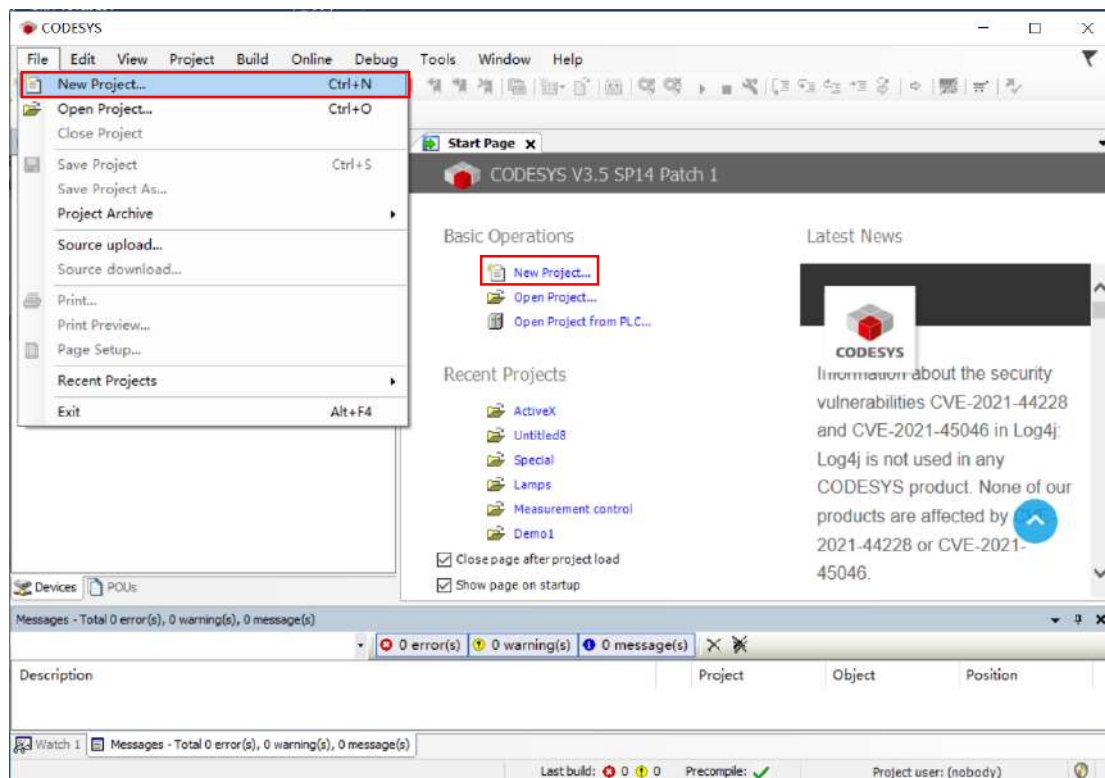 CODESYS
File Edit View Project Build Online Debug Tools Window Help
New Project... Ctrl+N
Open Project... Ctrl+O
Close Project
Save Project Ctrl+S
Save Project As...
Project Archive
Source upload...
Source download...
Print...
Print Preview...
Page Setup...
Recent Projects
Exit Alt+F4
Start Page
CODESYS V3.5 SP14 Patch 1
Basic Operations
New Project...
Open Project...
Open Project from PLC...
Recent Projects
ActiveX
Untitled8
Special
Lamps
Measurement control
Demo1
Close page after project load
Show page on startup
Latest News
CODESYS
Information about the security
vulnerabilities CVE-2021-44228
and CVE-2021-45046 in Log4j:
Log4j is not used in any
CODESYS product. None of our
products are affected by CVE-
2021-44228 or CVE-2021-
45046.
Devices POUs
Messages - Total 0 error(s), 0 warning(s), 0 message(s)
0 error(s) 0 warning(s) 0 message(s)
Description Project Object Position
Watch 1 Messages - Total 0 error(s), 0 warning(s), 0 message(s)
Last build: 0 0 Precompile: Project user: (nobody)